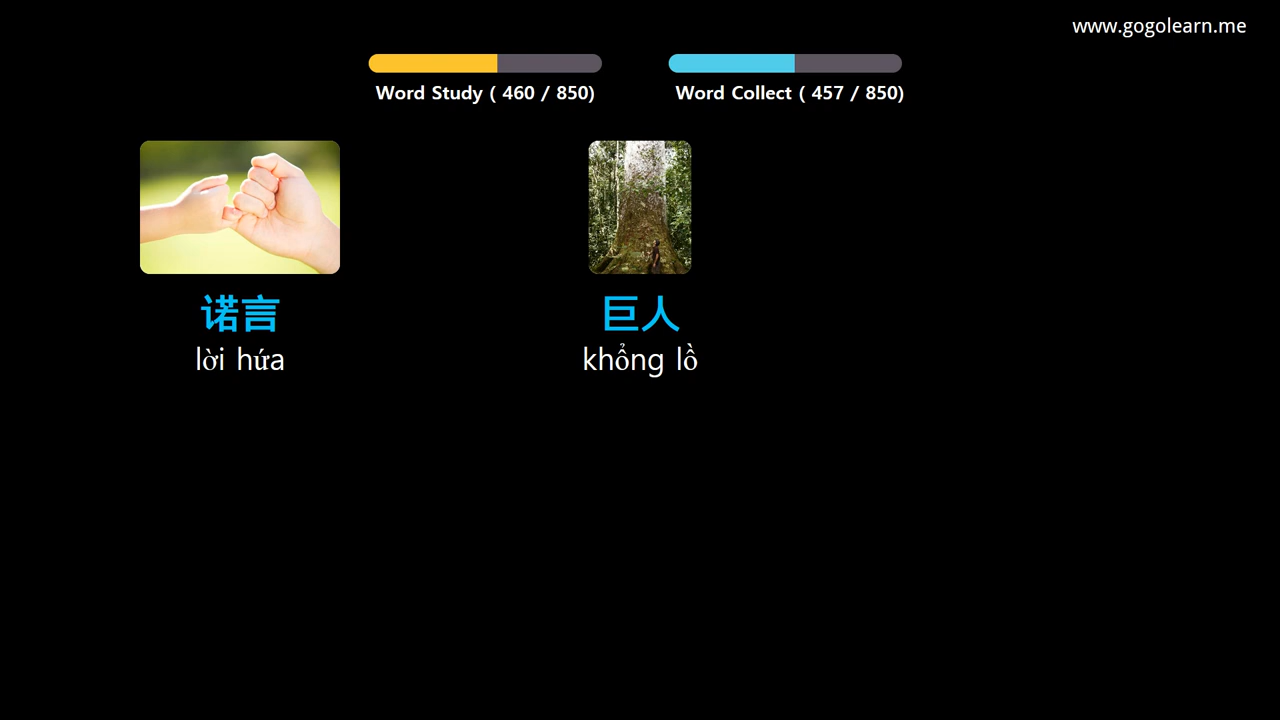 www.gogolearn.me
Word Study ( 460 / 850)
Word Collect ( 457 / 850)
诺言
lời hứa
巨人
khổng lồ